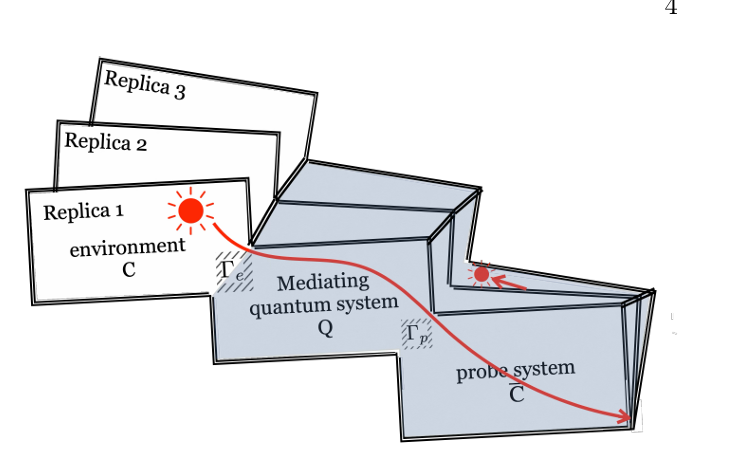 4
Replica 3
Replica 2
Replica 1
environment
C
Γe
Mediating
quantum system
Q
Γp
probe system
C̅